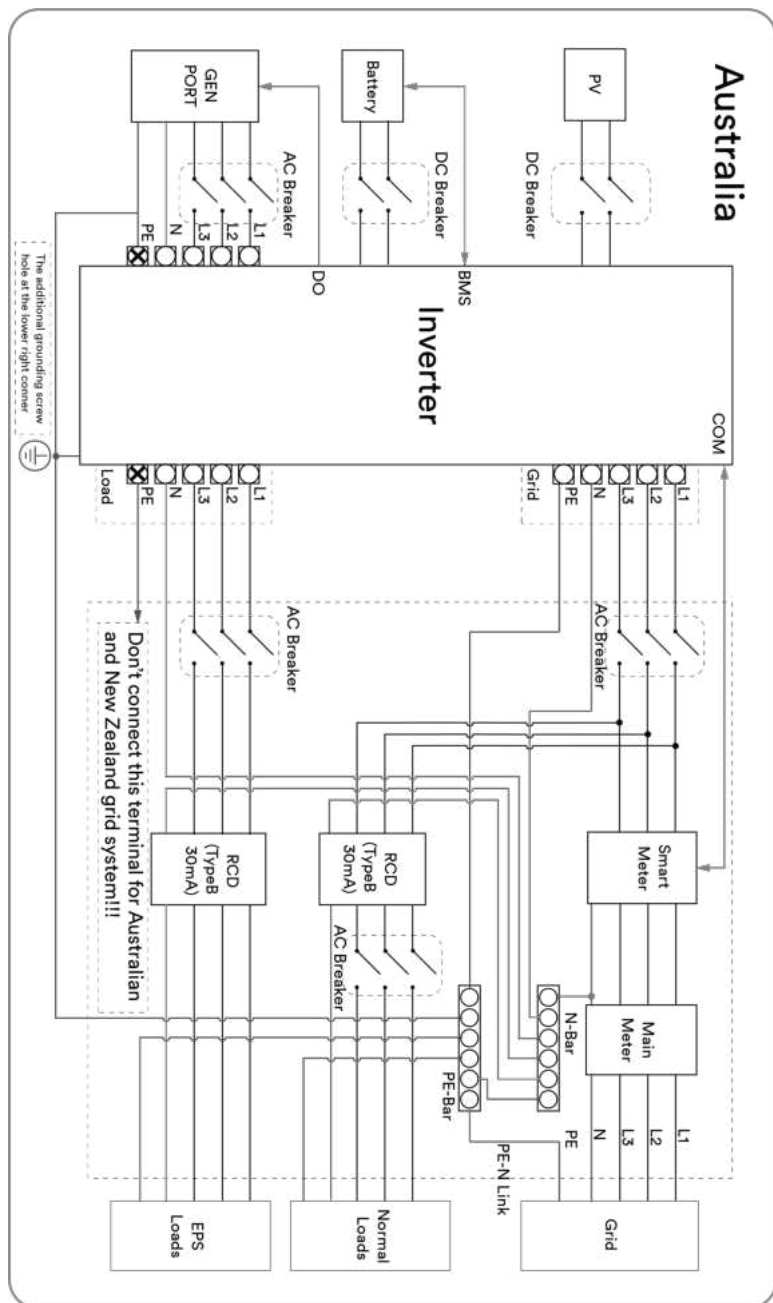 Australia
PV
DC Breaker
Battery
DC Breaker
GEN
PORT
AC Breaker
L1
L2
L3
N
PE
BMS
DO
COM
Inverter
The additional grounding screw
hole at the lower right conner
Grid
L1
L2
L3
N
PE
Load
L1
L2
L3
N
PE
AC Breaker
AC Breaker
Don't connect this terminal for Australian
and New Zealand grid system!!!
Smart
Meter
RCD
(TypeB
30mA)
RCD
(TypeB
30mA)
AC Breaker
Main
Meter
N-Bar
PE-Bar
L1
L2
L3
N
PE
PE-N Link
Grid
Normal
Loads
EPS
Loads